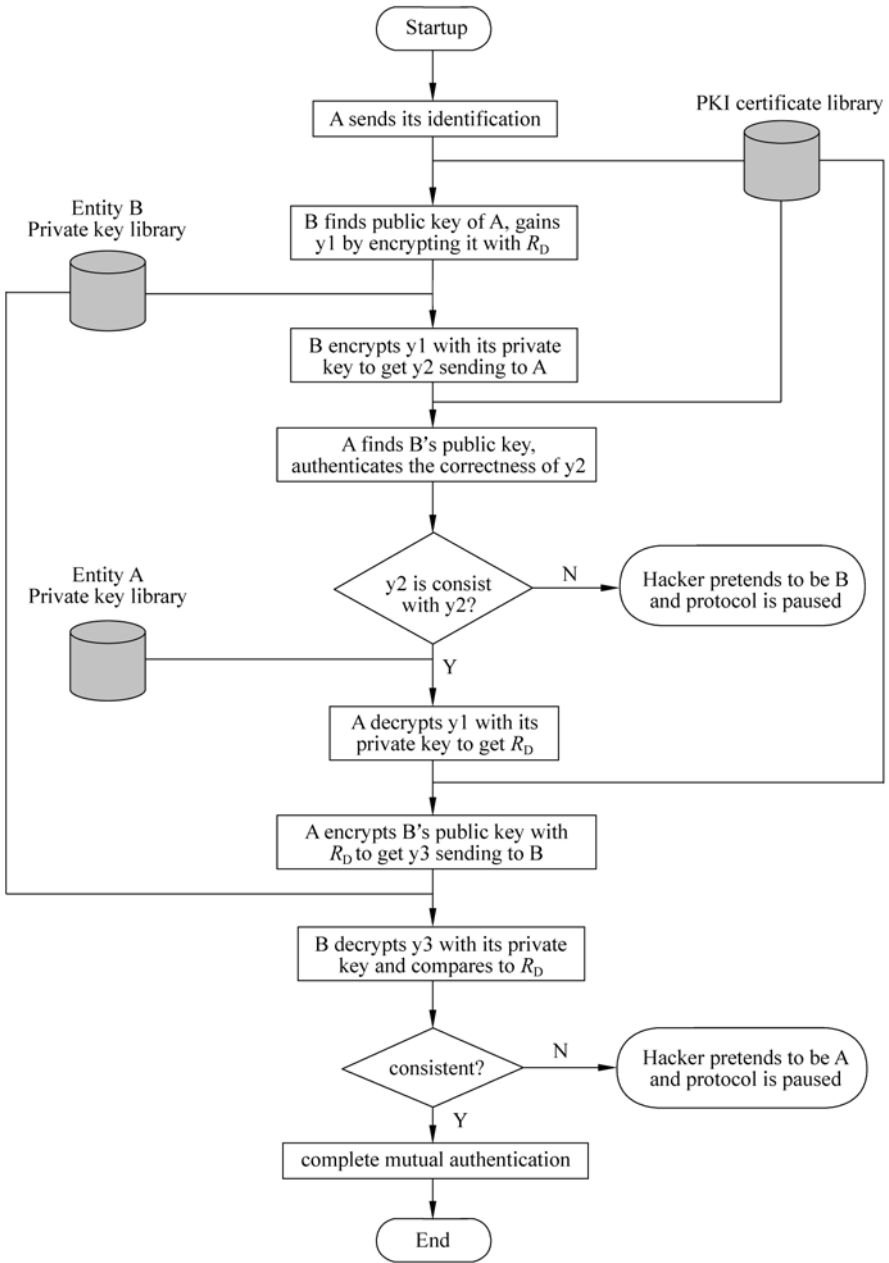 Startup
A sends its identification
PKI certificate library
Entity B
Private key library
B finds public key of A, gains
y1 by encrypting it with R_D
B encrypts y1 with its private
key to get y2 sending to A
A finds B's public key,
authenticates the correctness of y2
Entity A
Private key library
y2 is consist
with y2?
N
Hacker pretends to be B
and protocol is paused
Y
A decrypts y1 with its
private key to get R_D
A encrypts B's public key with
R_D to get y3 sending to B
B decrypts y3 with its private
key and compares to R_D
consistent?
N
Hacker pretends to be A
and protocol is paused
Y
complete mutual authentication
End